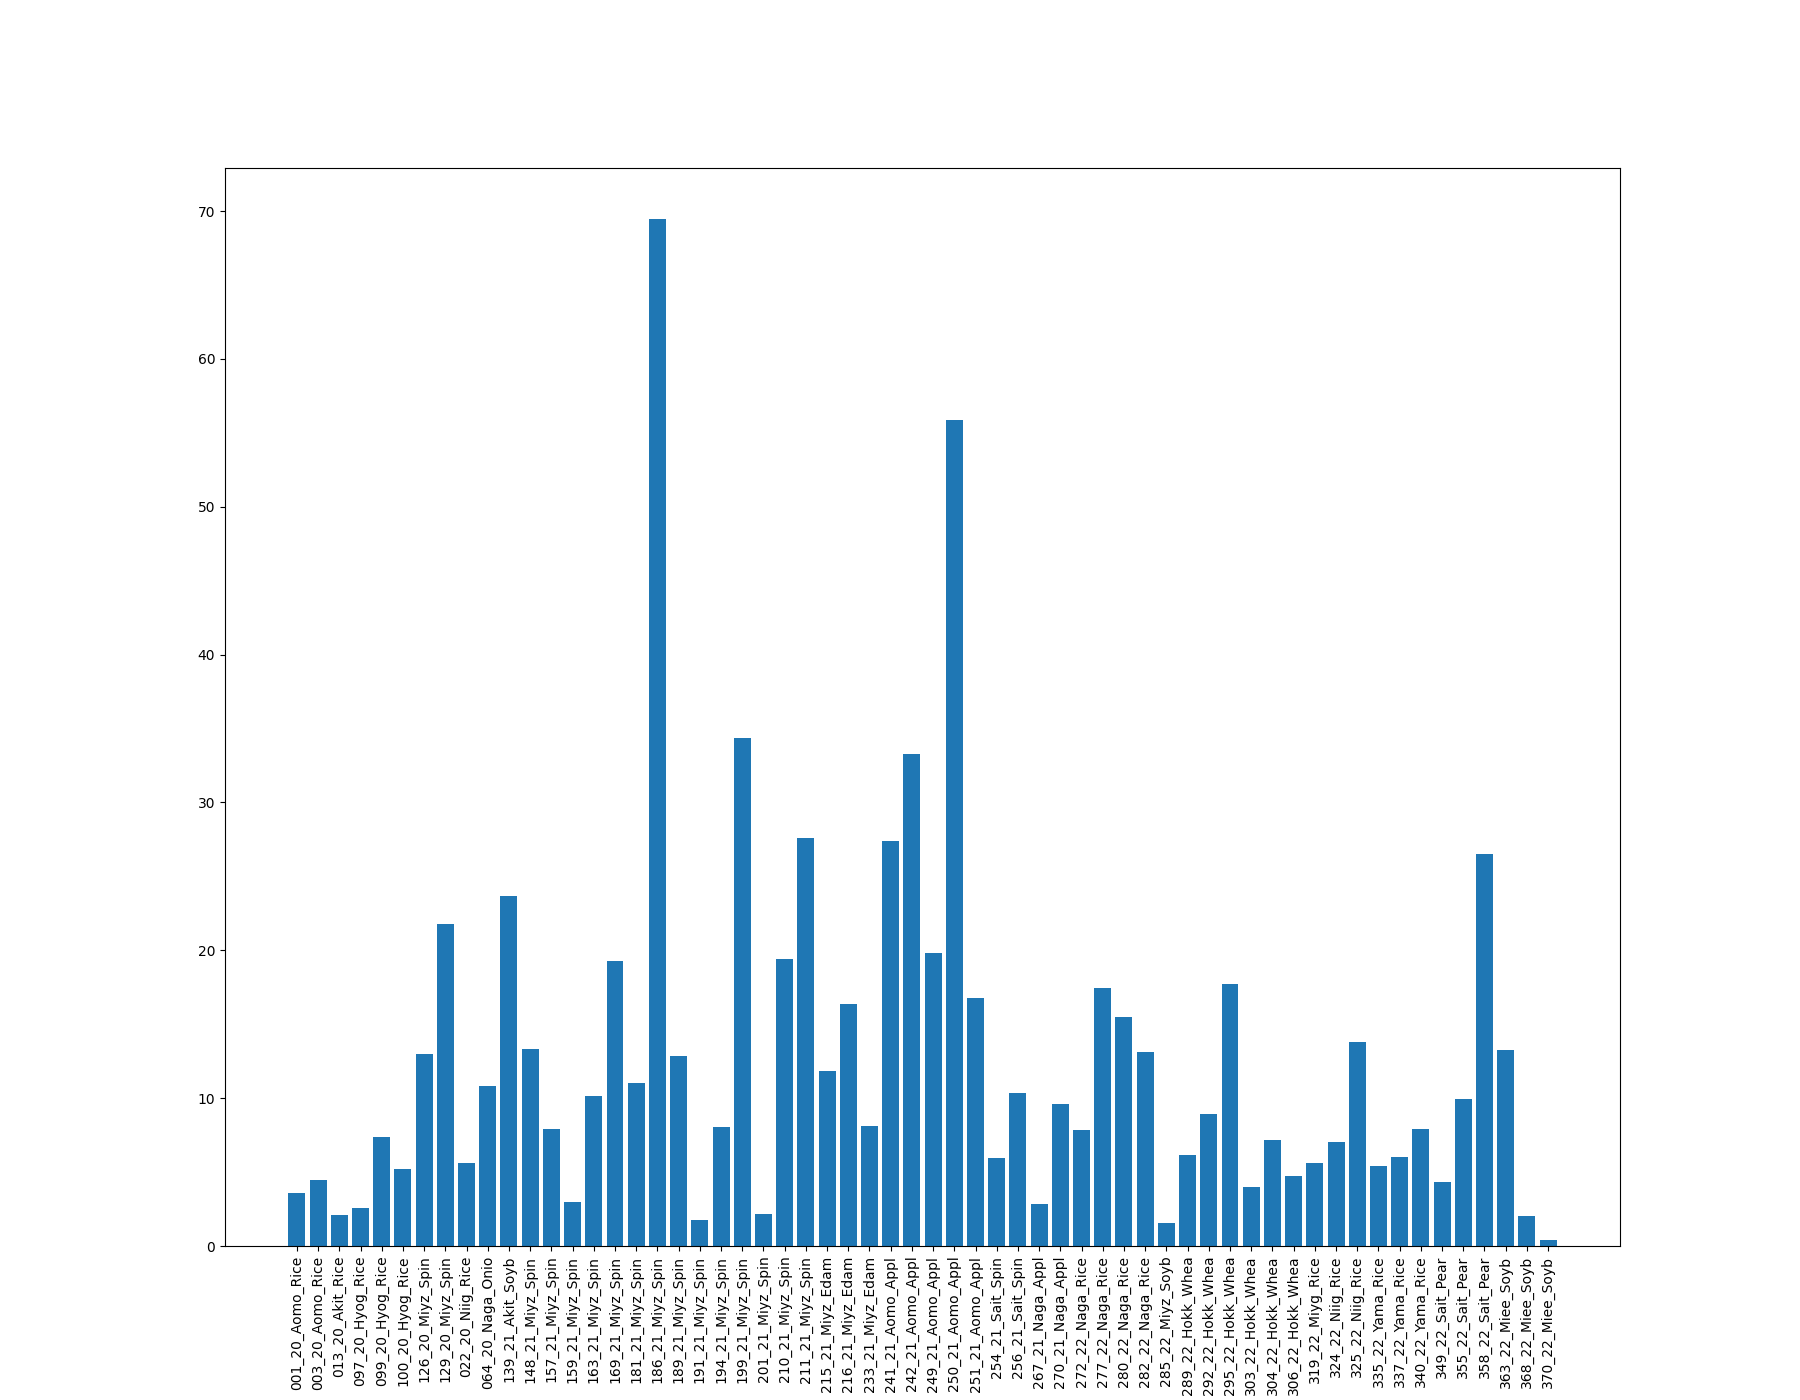 70
60
50
40
30
20
10
0
001_20_Aomo_Rice
003_20_Aomo_Rice
013_20_Akit_Rice
097_20_Hyog_Rice
099_20_Hyog_Rice
100_20_Hyog_Rice
126_20_Miyz_Spin
129_20_Miyz_Spin
022_20_Niig_Rice
064_20_Naga_Onio
139_21_Akit_Soyb
148_21_Miyz_Spin
157_21_Miyz_Spin
159_21_Miyz_Spin
163_21_Miyz_Spin
169_21_Miyz_Spin
181_21_Miyz_Spin
186_21_Miyz_Spin
189_21_Miyz_Spin
191_21_Miyz_Spin
194_21_Miyz_Spin
199_21_Miyz_Spin
201_21_Miyz_Spin
210_21_Miyz_Spin
211_21_Miyz_Spin
215_21_Miyz_Edam
216_21_Miyz_Edam
233_21_Miyz_Edam
241_21_Aomo_Appl
242_21_Aomo_Appl
249_21_Aomo_Appl
250_21_Aomo_Appl
251_21_Aomo_Appl
254_21_Sait_Spin
256_21_Sait_Spin
267_21_Naga_Appl
270_21_Naga_Appl
272_22_Naga_Rice
277_22_Naga_Rice
280_22_Naga_Rice
282_22_Naga_Rice
285_22_Miyz_Soyb
289_22_Hokk_Whea
292_22_Hokk_Whea
295_22_Hokk_Whea
303_22_Hokk_Whea
304_22_Hokk_Whea
306_22_Hokk_Whea
319_22_Miyg_Rice
324_22_Niig_Rice
325_22_Niig_Rice
335_22_Yama_Rice
337_22_Yama_Rice
340_22_Yama_Rice
349_22_Sait_Pear
355_22_Sait_Pear
358_22_Sait_Pear
363_22_Miee_Soyb
368_22_Miee_Soyb
370_22_Miee_Soyb